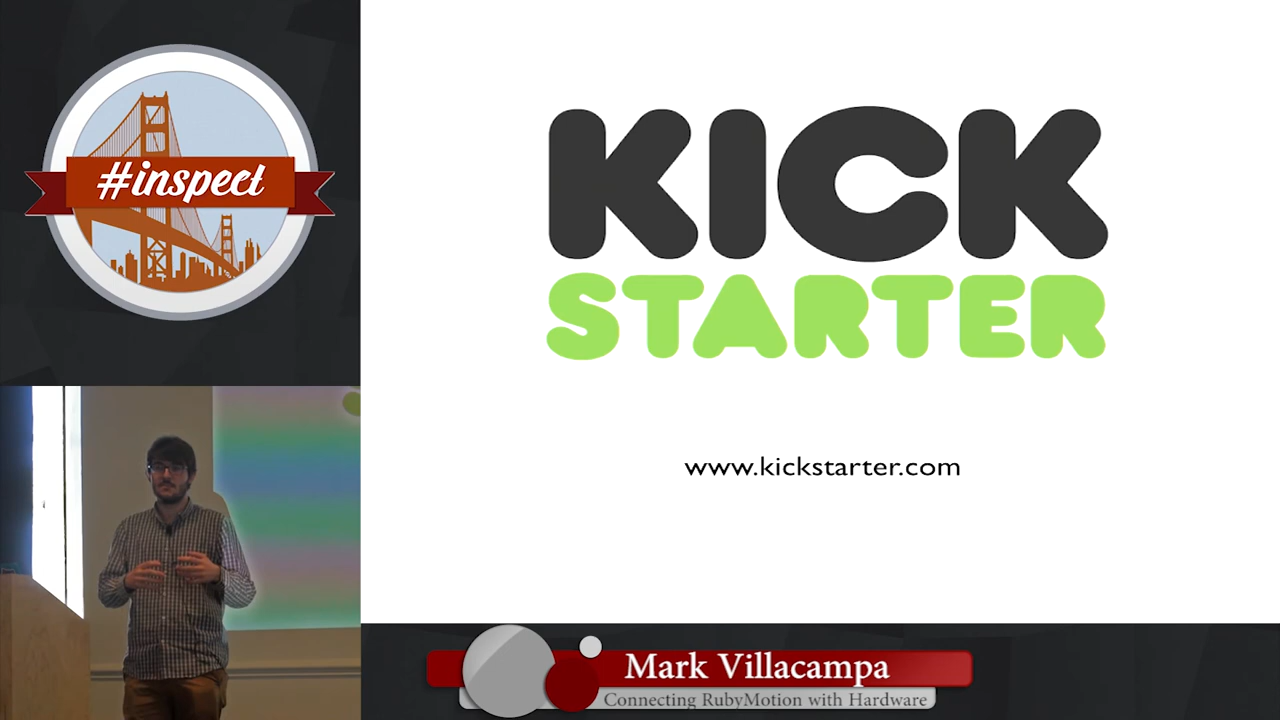 #inspect
KICK
STARTER
www.kickstarter.com
Mark Villacampa
Connecting RubyMotion with Hardware